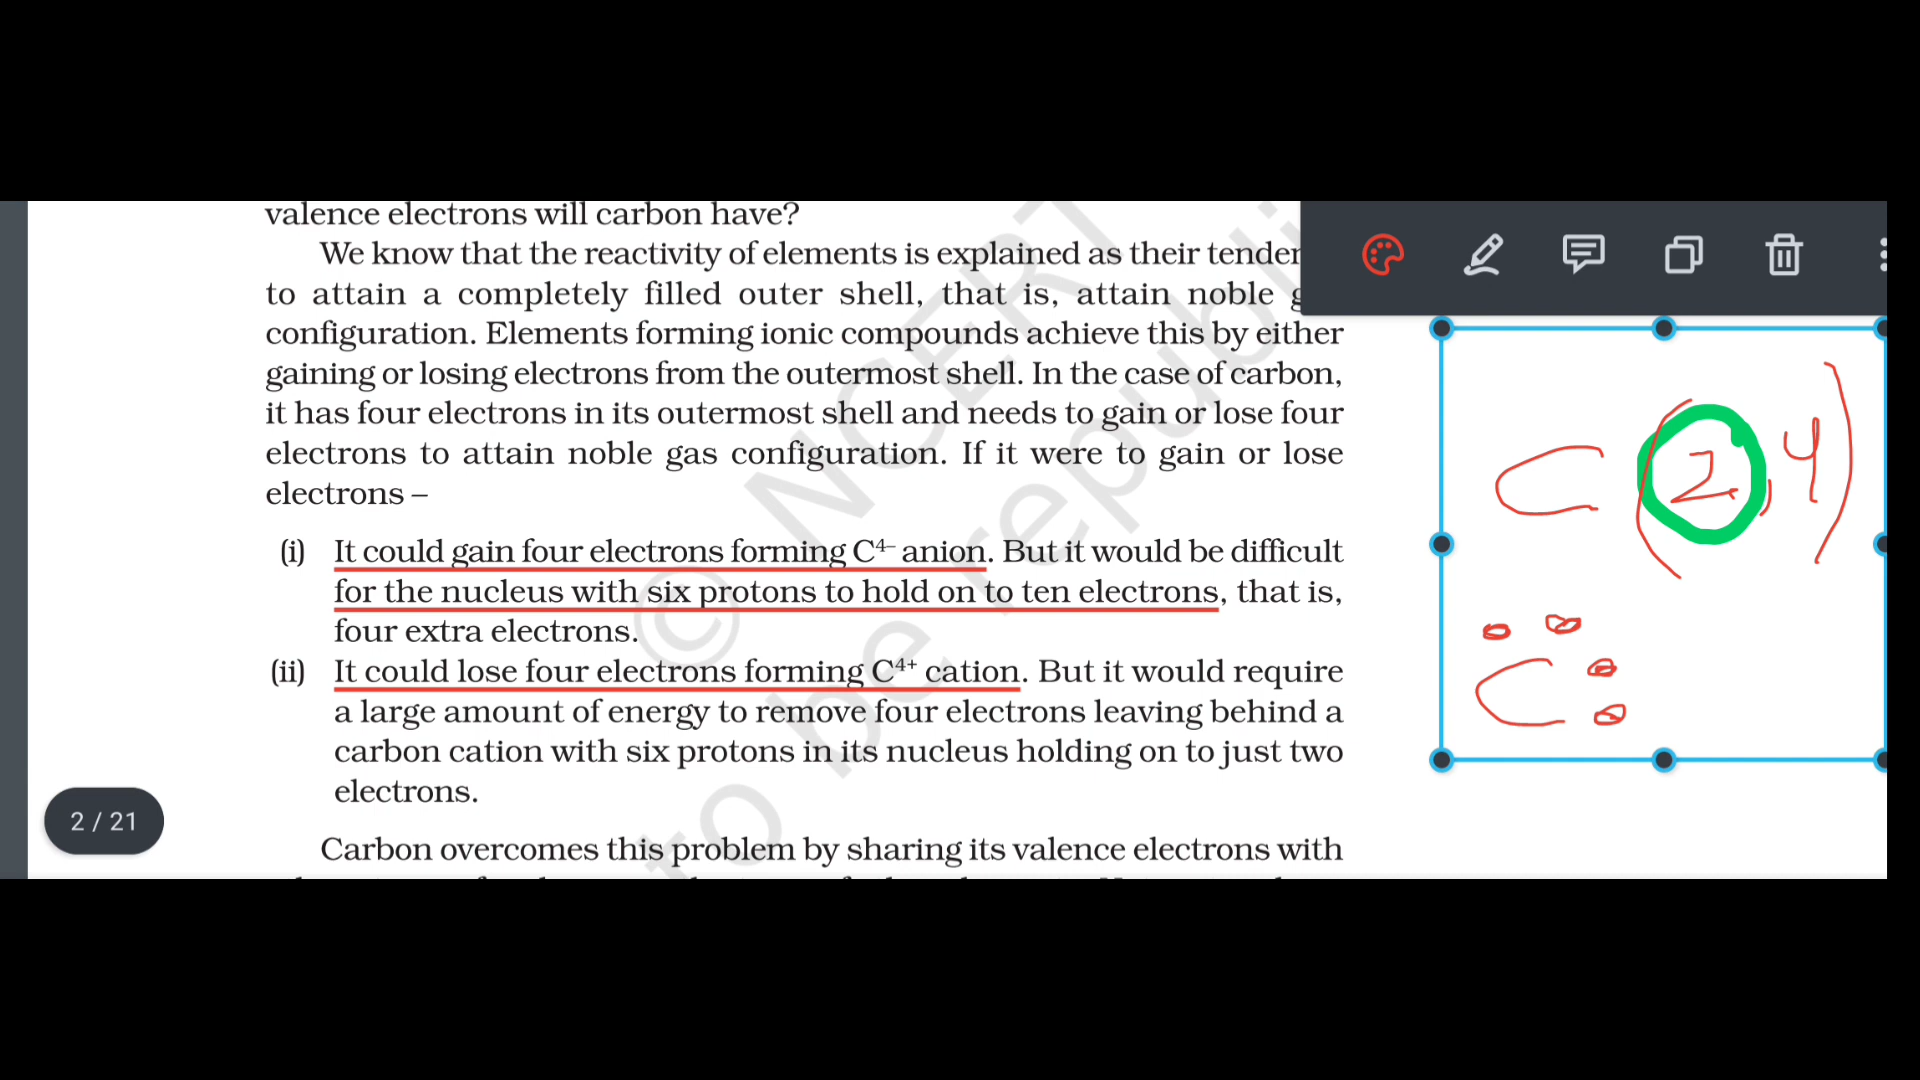 valence electrons will carbon have?
We know that the reactivity of elements is explained as their tender
to attain a completely filled outer shell, that is, attain noble g
configuration. Elements forming ionic compounds achieve this by either
gaining or losing electrons from the outermost shell. In the case of carbon,
it has four electrons in its outermost shell and needs to gain or lose four
electrons to attain noble gas configuration. If it were to gain or lose
electrons –
(i) It could gain four electrons forming C⁴⁻ anion. But it would be difficult
for the nucleus with six protons to hold on to ten electrons, that is,
four extra electrons.
(ii) It could lose four electrons forming C⁴⁺ cation. But it would require
a large amount of energy to remove four electrons leaving behind a
carbon cation with six protons in its nucleus holding on to just two
electrons.
Carbon overcomes this problem by sharing its valence electrons with
© NCERT
to be republi
2 / 21
C (2,4)
C